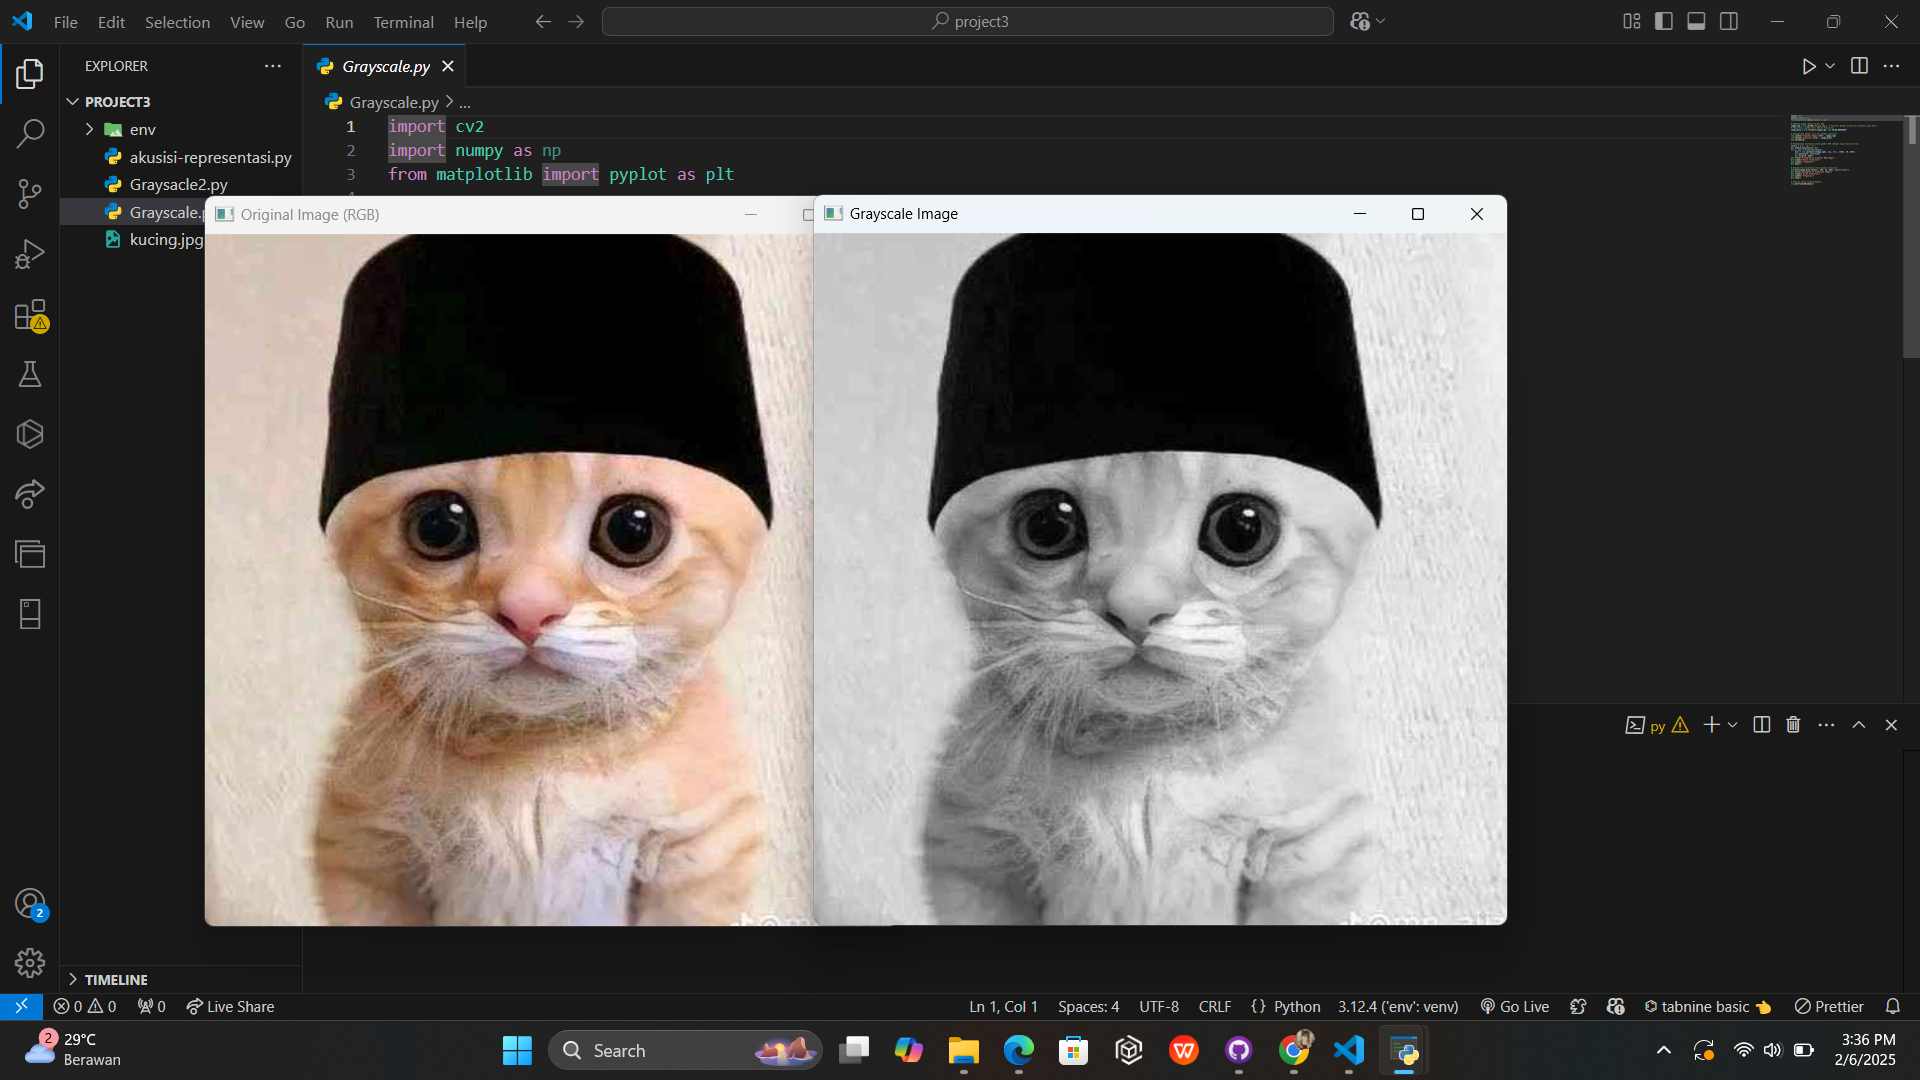 File Edit Selection View Go Run Terminal Help
project3
EXPLORER
PROJECT3
env
akusisi-representasi.py
Graysacle2.py
Grayscale.p
kucing.jpg
TIMELINE
Grayscale.py
Grayscale.py > ...
1 import cv2
2 import numpy as np
3 from matplotlib import pyplot as plt
Original Image (RGB)
Grayscale Image
py
2
0 0 0 Live Share
Ln 1, Col 1 Spaces: 4 UTF-8 CRLF {} Python 3.12.4 ('env': venv) Go Live tabnine basic Prettier
2
29°C
Berawan
Search
3:36 PM
2/6/2025